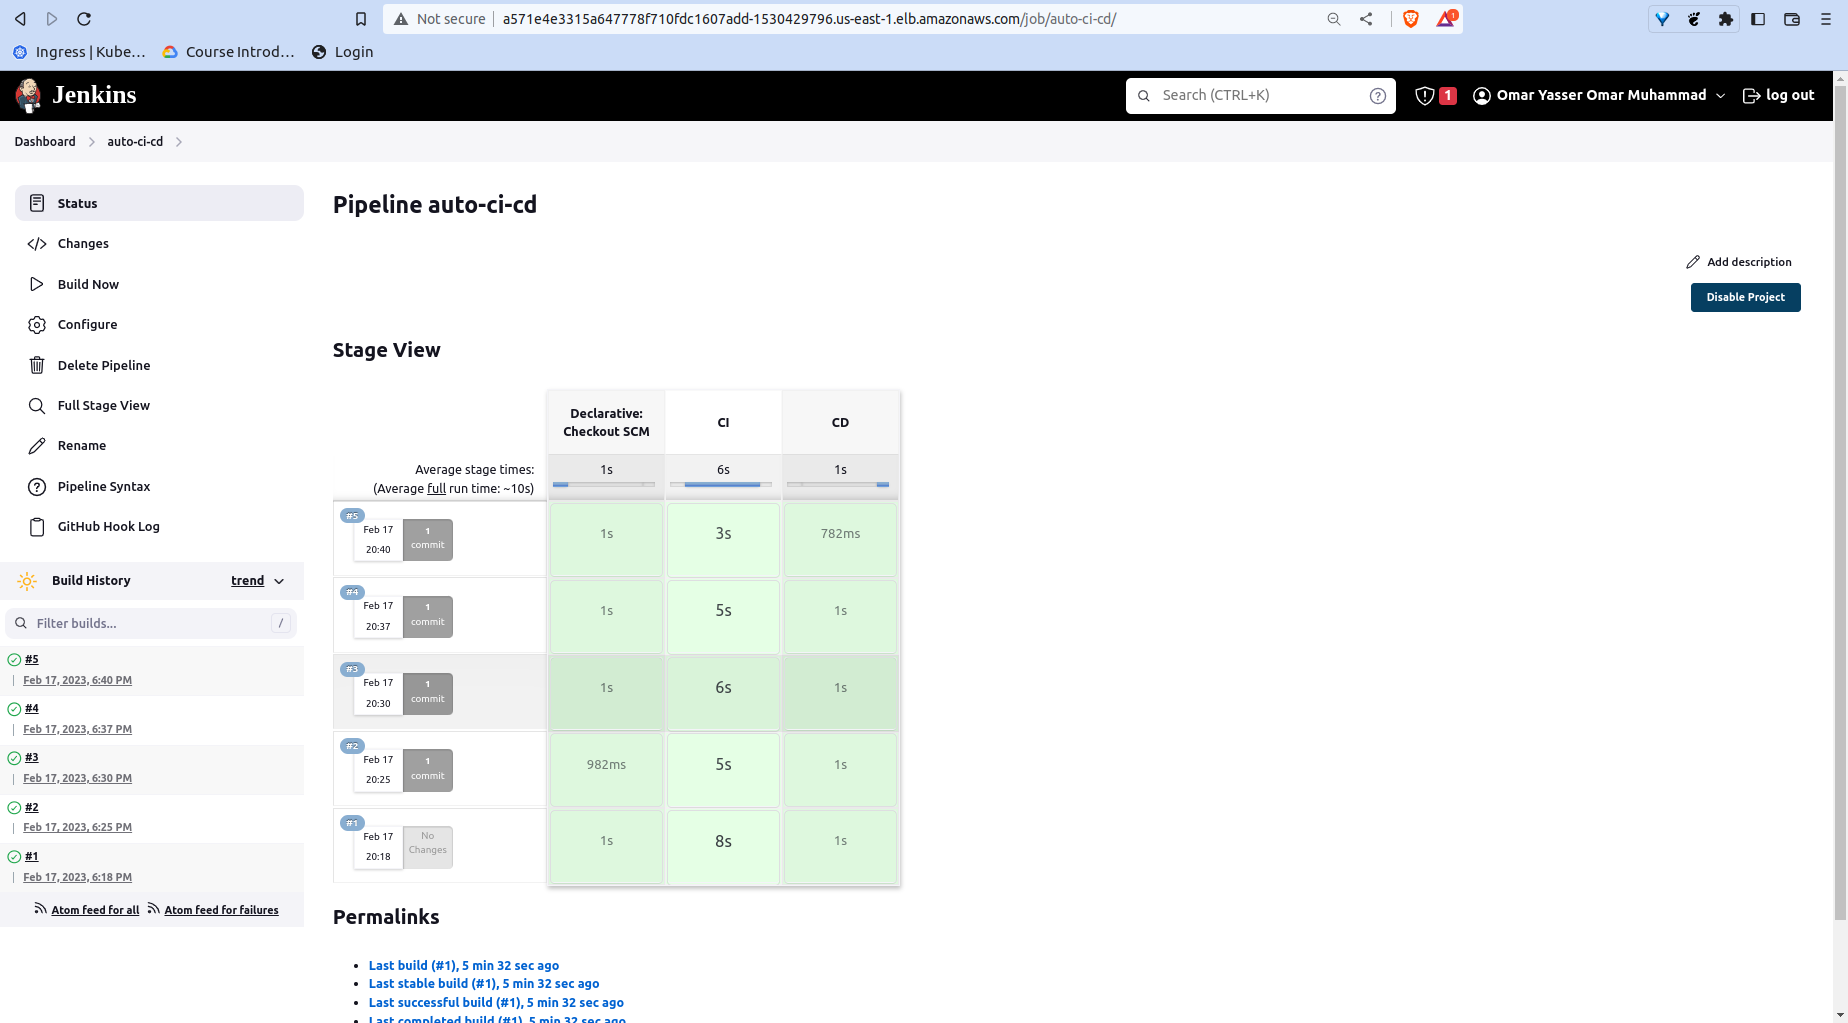 Not secure a571e4e3315a647778f710fdc1607add-1530429796.us-east-1.elb.amazonaws.com/job/auto-ci-cd/ 1
Ingress | Kube... Course Introd... Login
Jenkins Search (CTRL+K) ? 1 Omar Yasser Omar Muhammad log out
Dashboard auto-ci-cd
Status
Changes
Build Now
Configure
Delete Pipeline
Full Stage View
Rename
Pipeline Syntax
GitHub Hook Log
Build History trend
Filter builds... /
#5
Feb 17, 2023, 6:40 PM
#4
Feb 17, 2023, 6:37 PM
#3
Feb 17, 2023, 6:30 PM
#2
Feb 17, 2023, 6:25 PM
#1
Feb 17, 2023, 6:18 PM
Atom feed for all Atom feed for failures
Pipeline auto-ci-cd
Add description
Disable Project
Stage View
Declarative:
Checkout SCM CI CD
Average stage times: 1s 6s 1s
(Average full run time: ~10s)
#5
Feb 17 1
20:40 commit
1s 3s 782ms
#4
Feb 17 1
20:37 commit
1s 5s 1s
#3
Feb 17 1
20:30 commit
1s 6s 1s
#2
Feb 17 1
20:25 commit
982ms 5s 1s
#1
Feb 17 No
20:18 Changes
1s 8s 1s
Permalinks
Last build (#1), 5 min 32 sec ago
Last stable build (#1), 5 min 32 sec ago
Last successful build (#1), 5 min 32 sec ago
Last completed build (#1), 5 min 32 sec ago